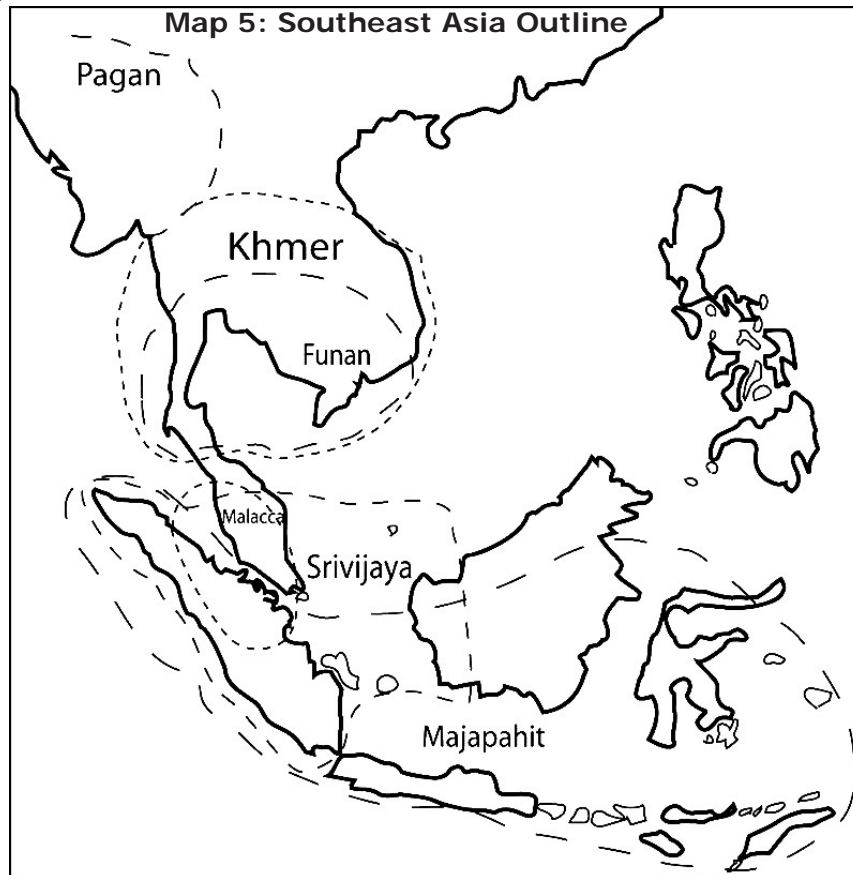 Map 5: Southeast Asia Outline
Pagan
Khmer
Funan
Malacca
Srivijaya
Majapahit